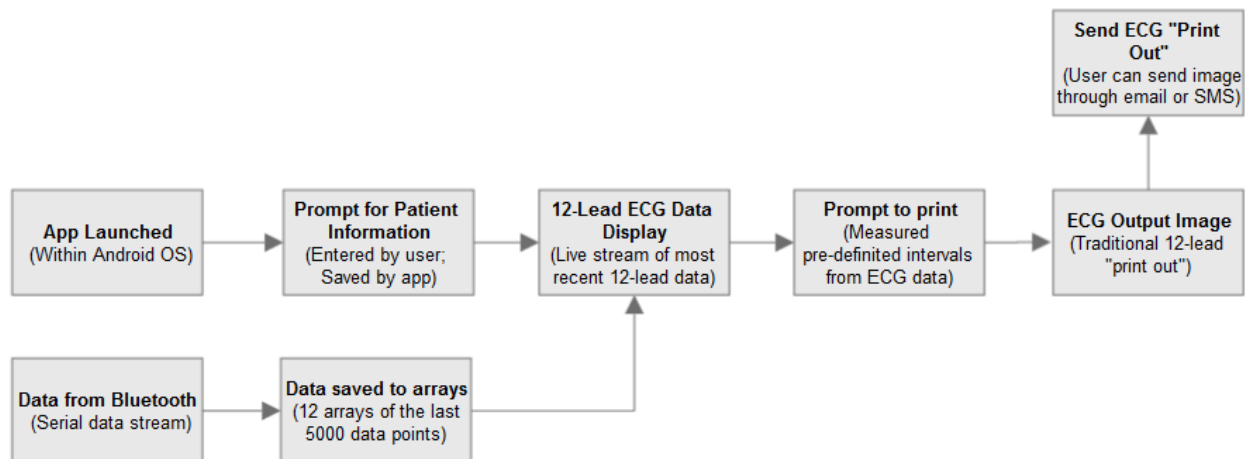 Send ECG "Print
Out"
(User can send image
through email or SMS)
App Launched
(Within Android OS)
Prompt for Patient
Information
(Entered by user;
Saved by app)
12-Lead ECG Data
Display
(Live stream of most
recent 12-lead data)
Prompt to print
(Measured
pre-definited intervals
from ECG data)
ECG Output Image
(Traditional 12-lead
"print out")
Data from Bluetooth
(Serial data stream)
Data saved to arrays
(12 arrays of the last
5000 data points)